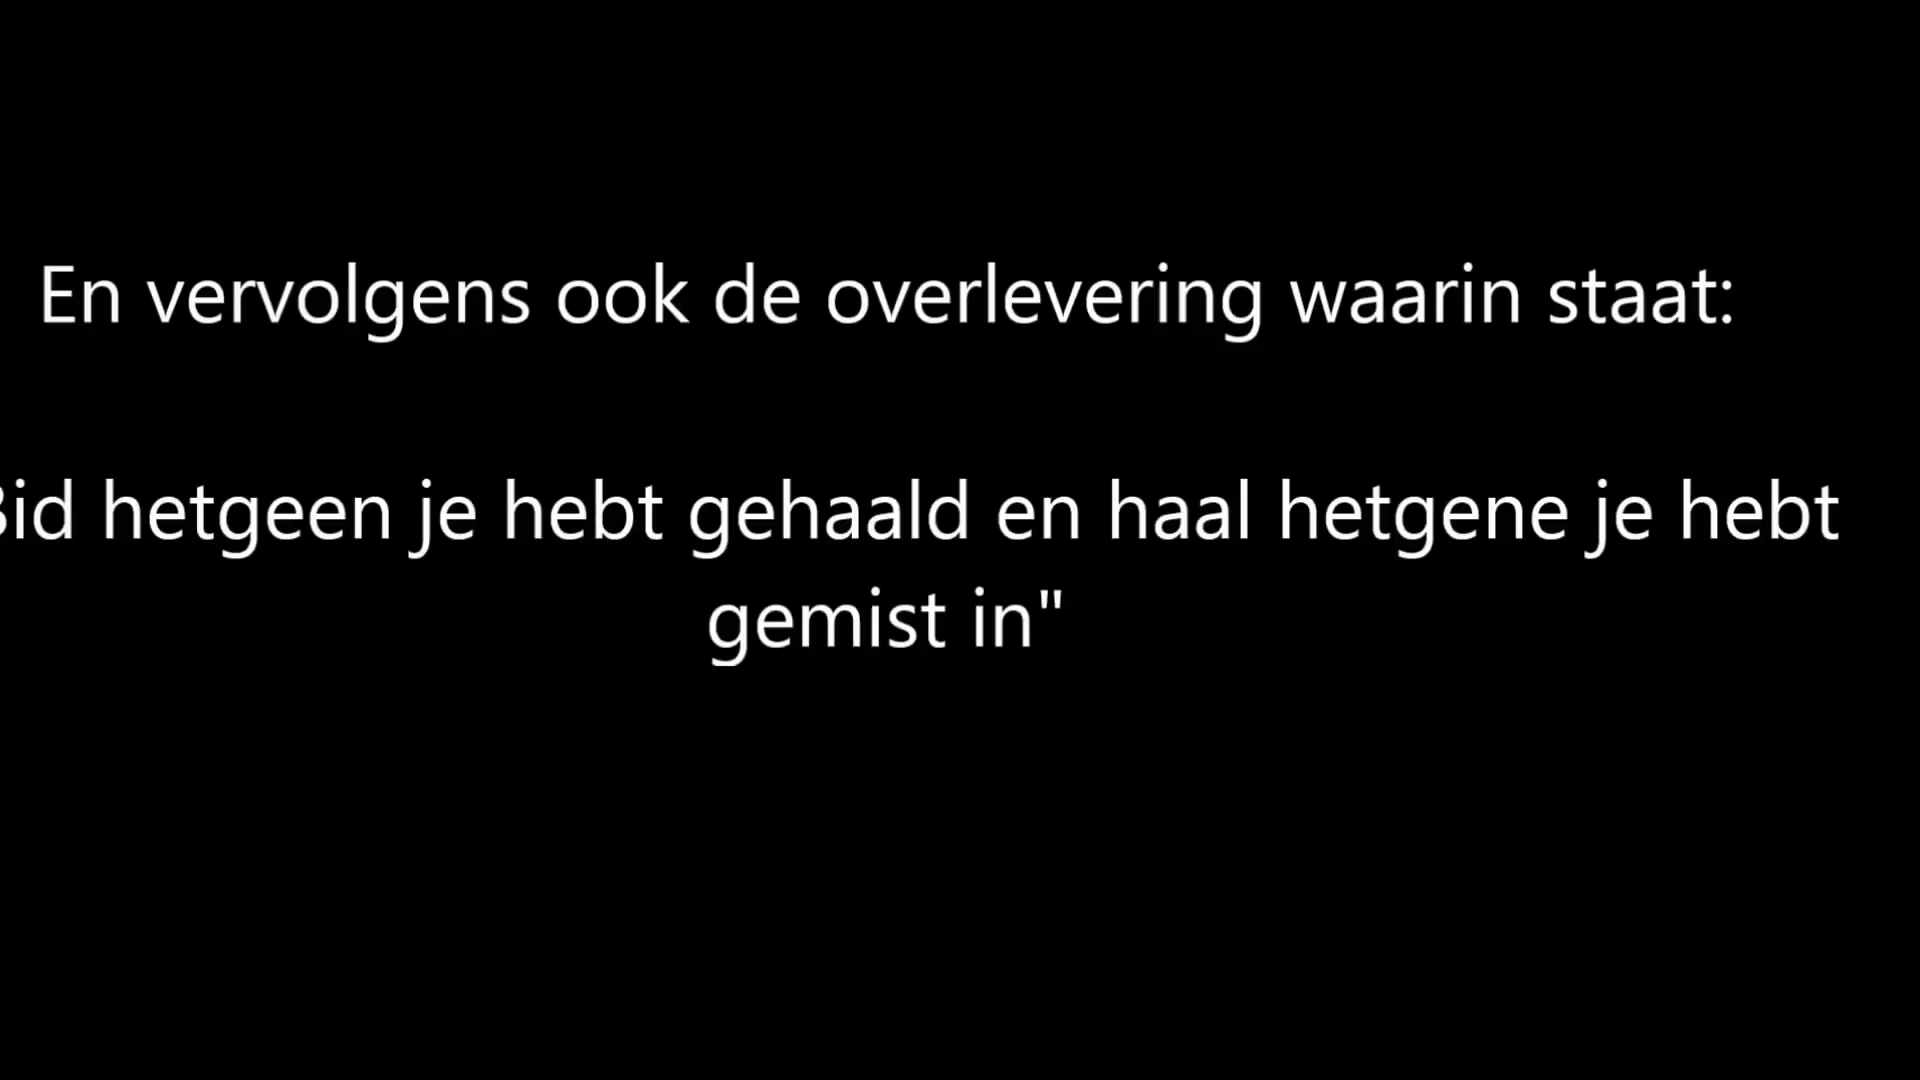 En vervolgens ook de overlevering waarin staat:
Bid hetgeen je hebt gehaald en haal hetgene je hebt
gemist in"